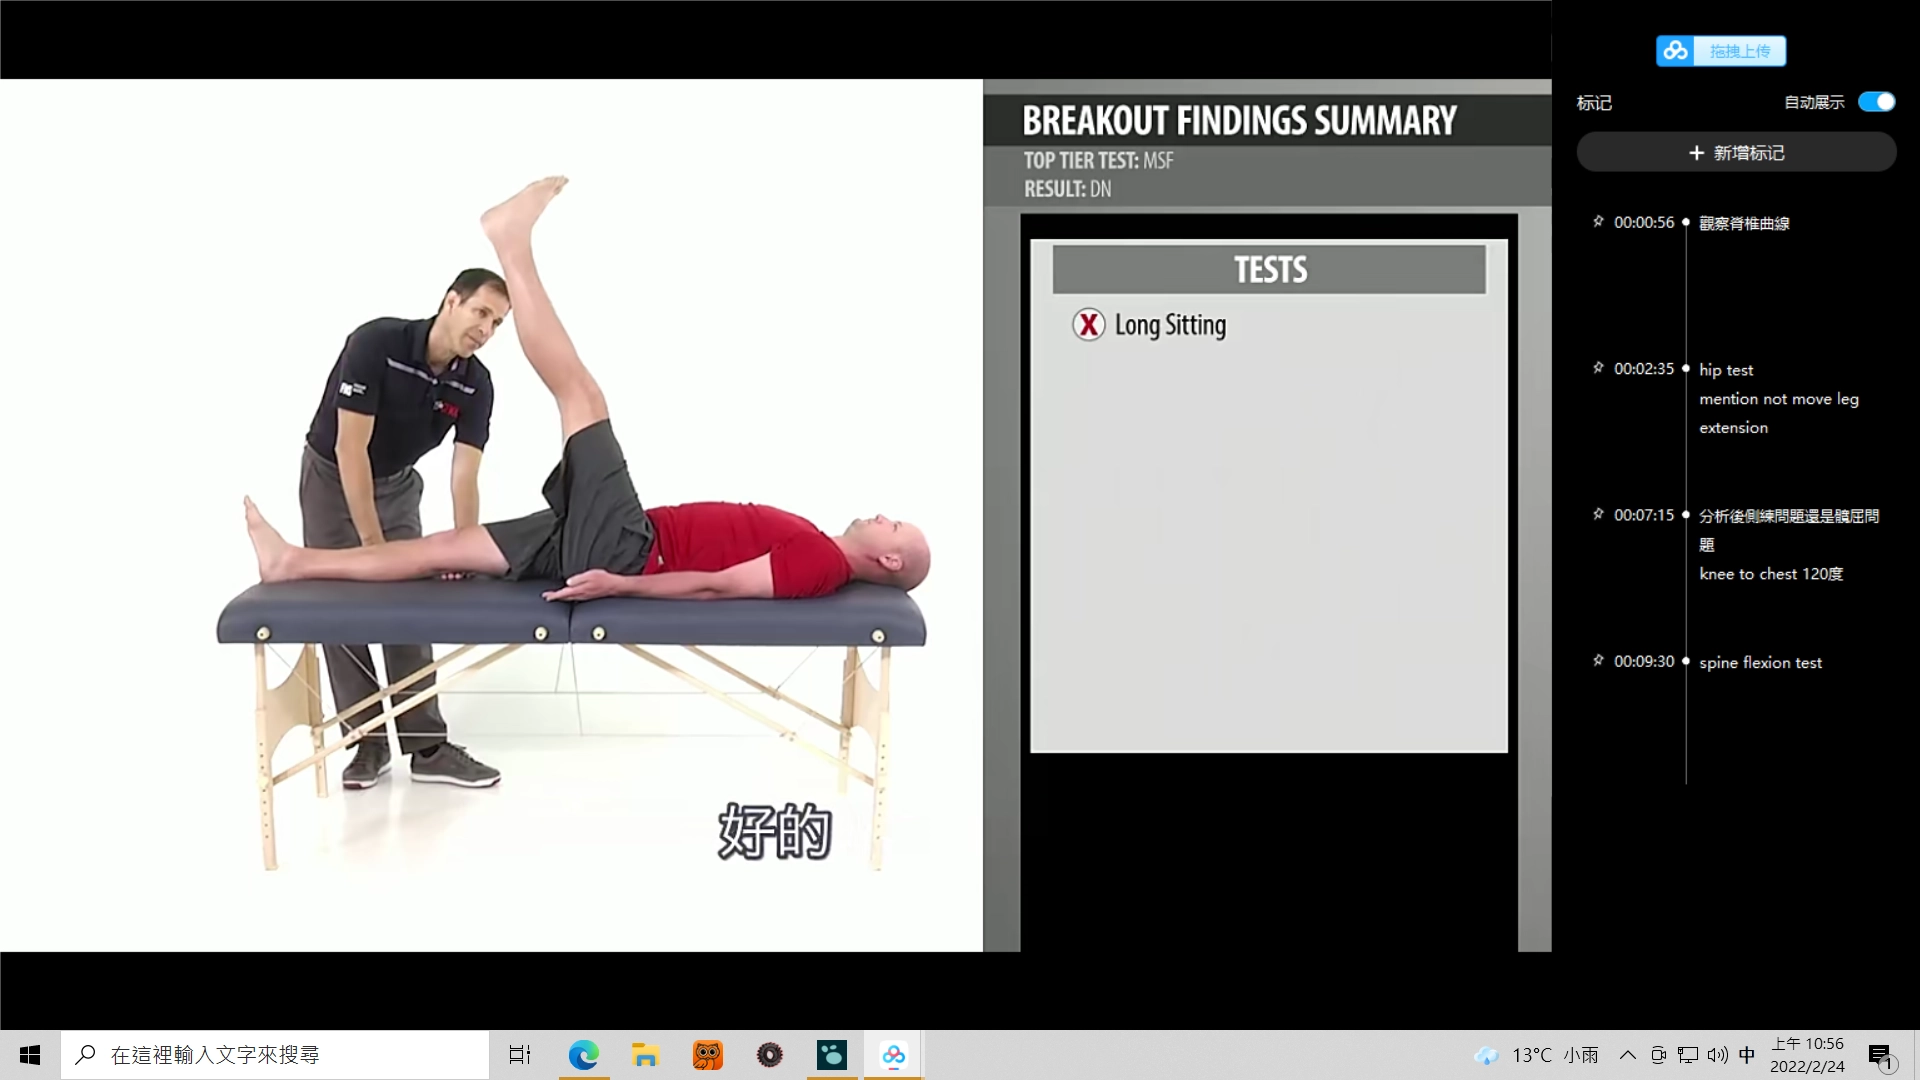 拖拽上传
标记
自动展示
+ 新增标记
BREAKOUT FINDINGS SUMMARY
TOP TIER TEST: MSF
RESULT: DN
TESTS
X Long Sitting
00:00:56 觀察脊椎曲線
00:02:35 hip test
mention not move leg
extension
00:07:15 分析後側練問題還是髖屈問
題
knee to chest 120度
00:09:30 spine flexion test
好的
在這裡輸入文字來搜尋
13°C 小雨
中
上午 10:56
2022/2/24
1